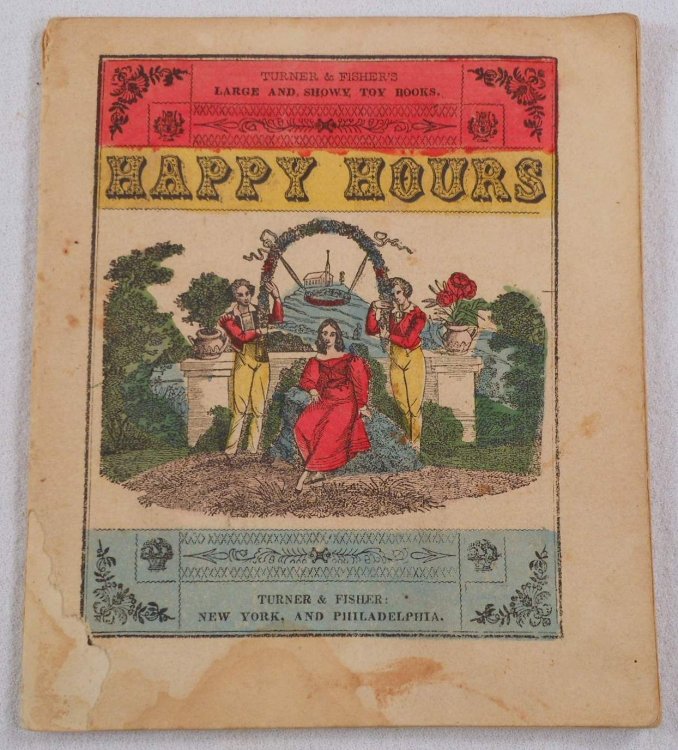 TURNER & FISHER'S
LARGE AND, SHOWY, TOY BOOKS.
HAPPY HOURS
TURNER & FISHER:
NEW YORK, AND PHILADELPHIA.